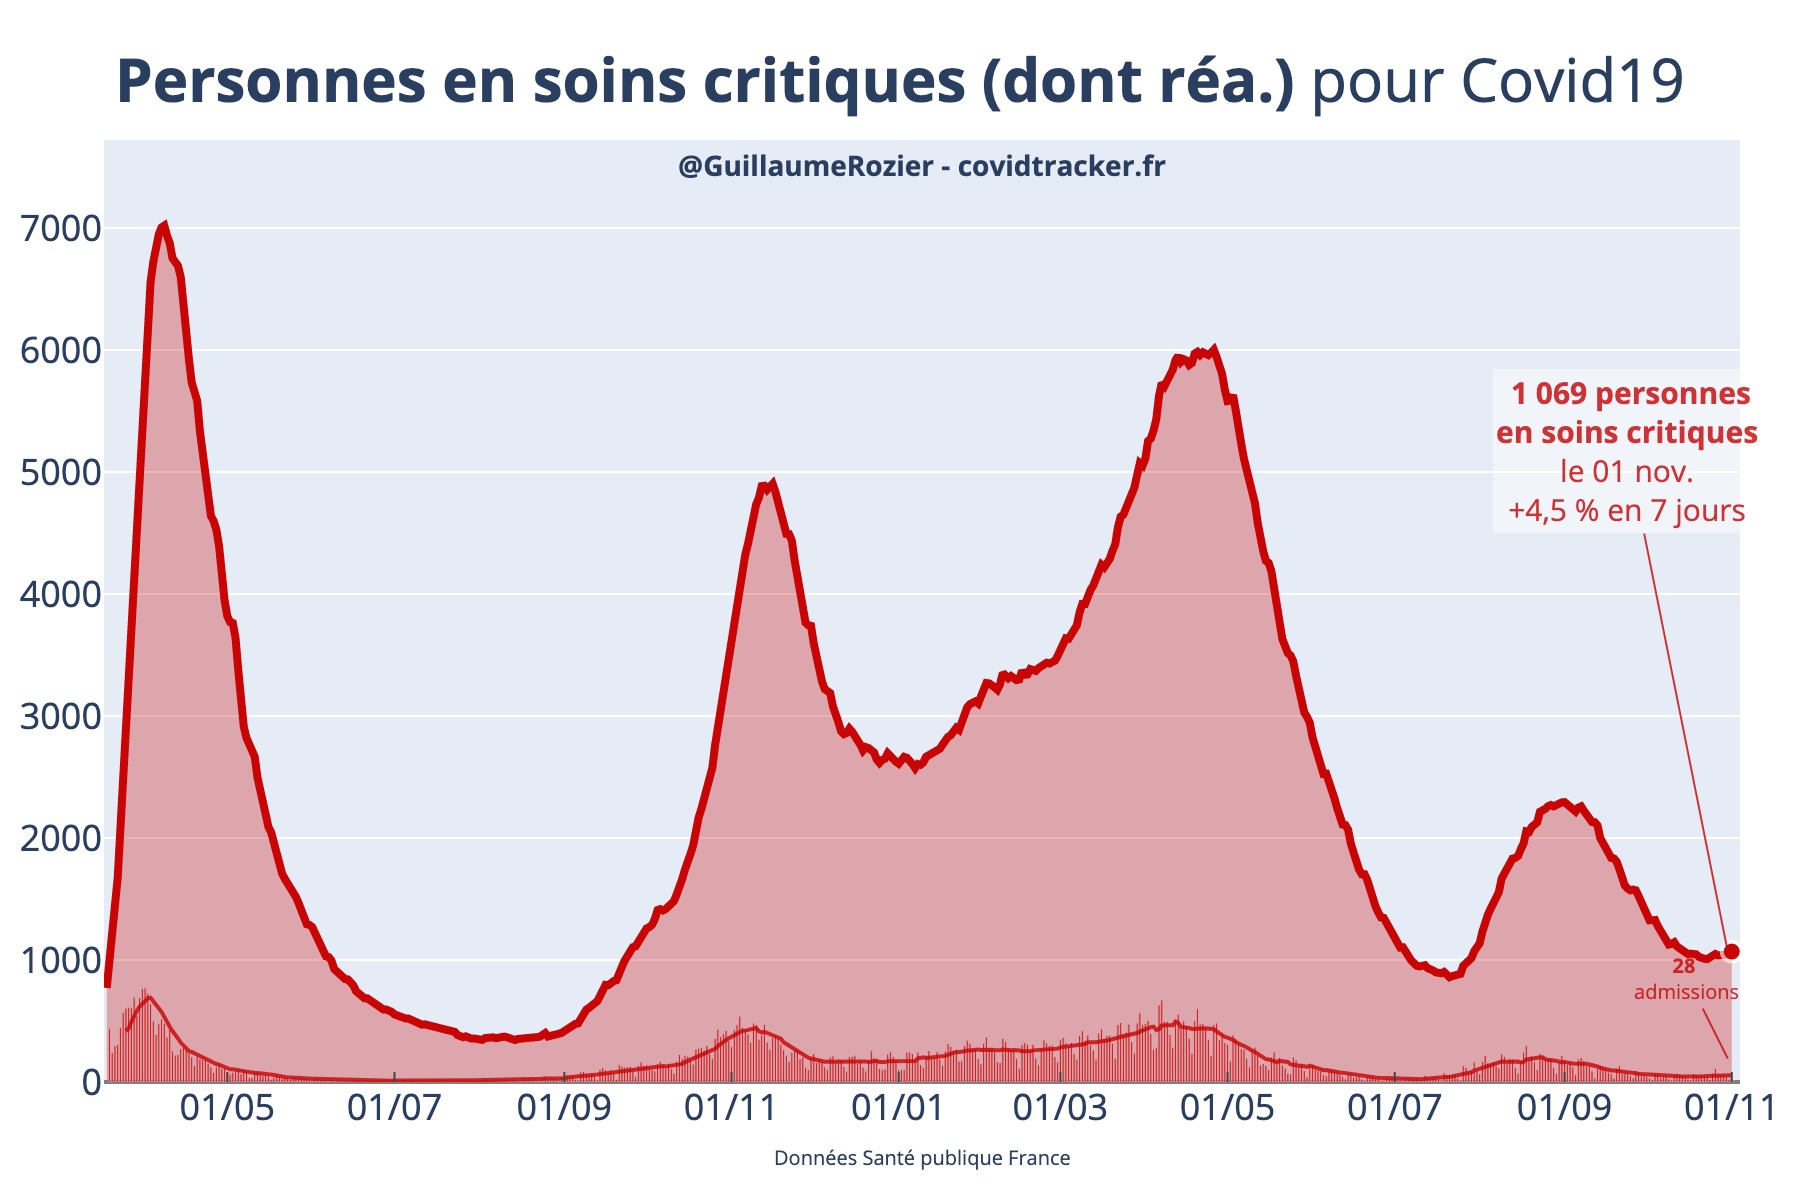 Personnes en soins critiques (dont réa.) pour Covid19
@GuillaumeRozier - covidtracker.fr
7000
6000
5000
4000
3000
2000
1000
0
1 069 personnes
en soins critiques
le 01 nov.
+4,5 % en 7 jours
28
admissions
01/05 01/07 01/09 01/11 01/01 01/03 01/05 01/07 01/09 01/11
Données Santé publique France